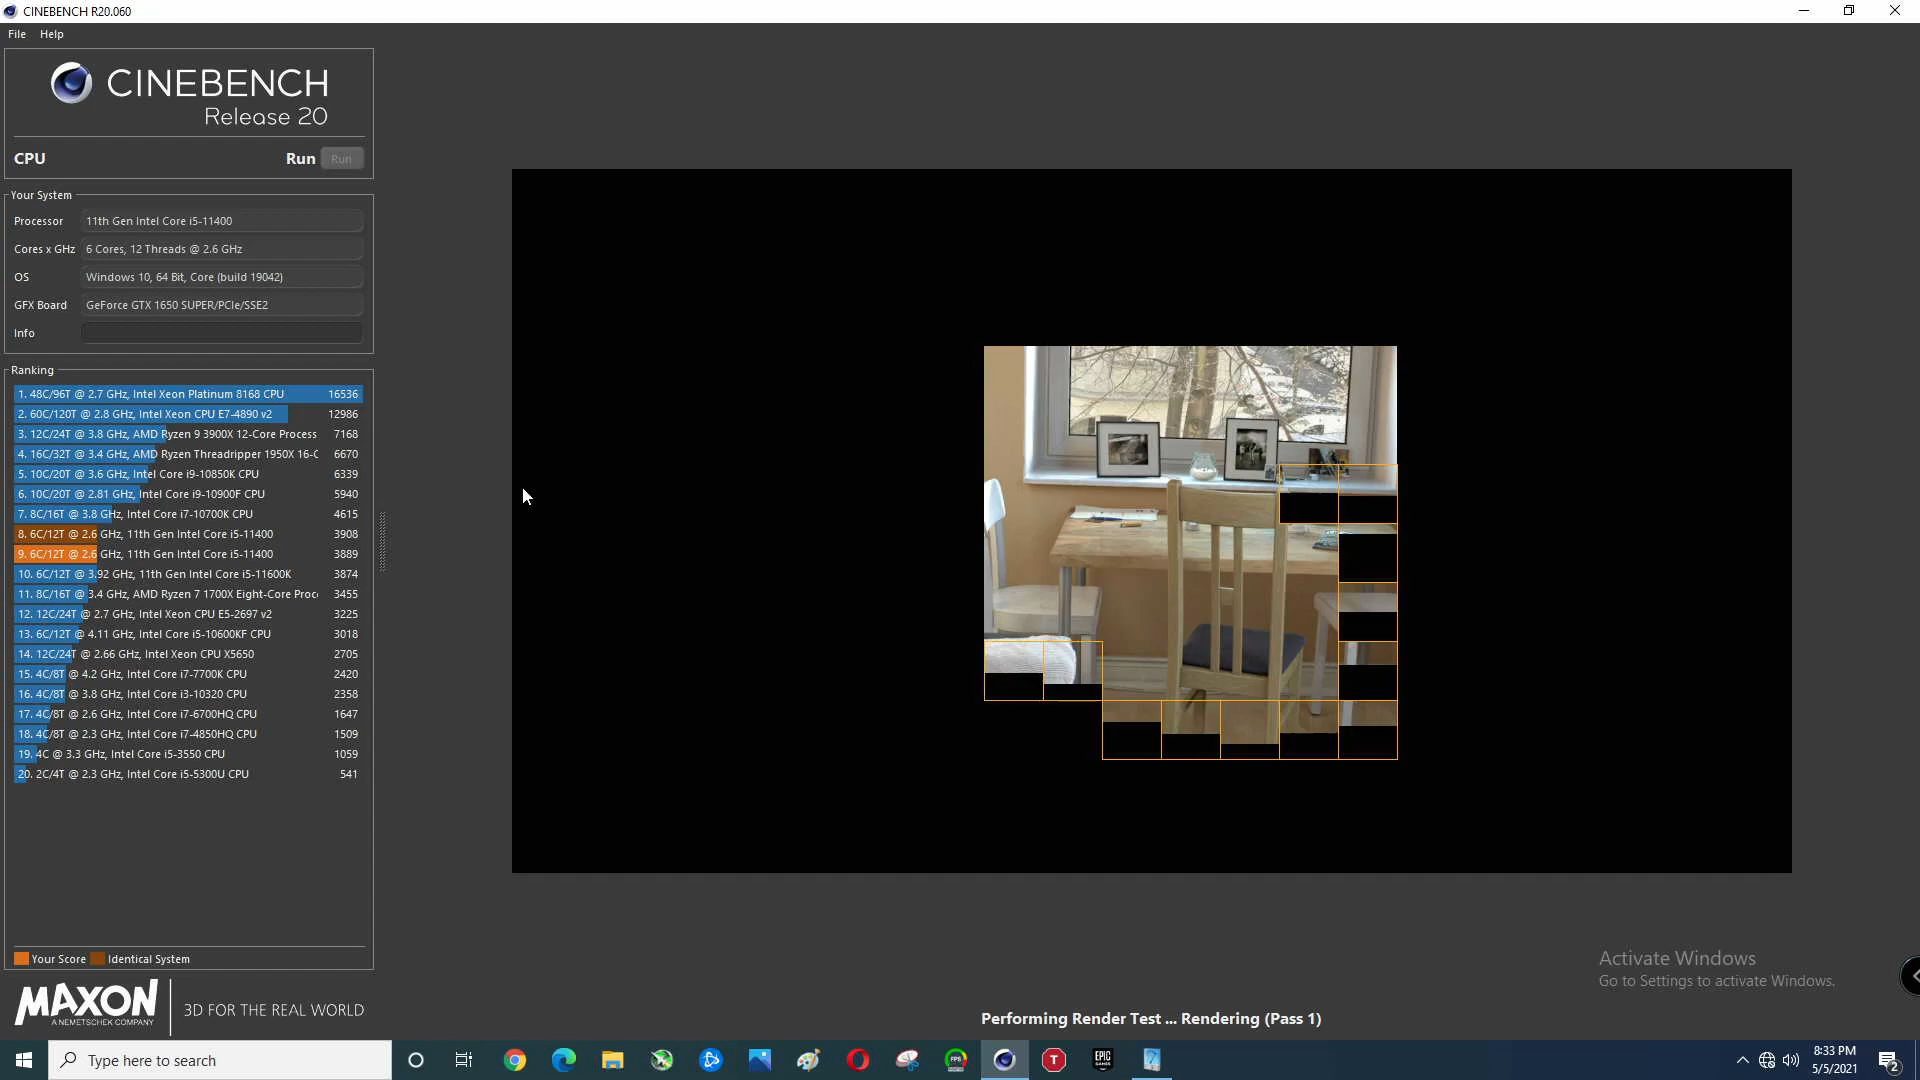 CINEBENCH R20.060
File Help
CINEBENCH
Release 20
CPU Run Run
Your System
Processor 11th Gen Intel Core i5-11400
Cores x GHz 6 Cores, 12 Threads @ 2.6 GHz
OS Windows 10, 64 Bit, Core (build 19042)
GFX Board GeForce GTX 1650 SUPER/PCIe/SSE2
Info
Ranking
1. 48C/96T @ 2.7 GHz, Intel Xeon Platinum 8168 CPU 16536
2. 60C/120T @ 2.8 GHz, Intel Xeon CPU E7-4890 v2 12986
3. 12C/24T @ 3.8 GHz, AMD Ryzen 9 3900X 12-Core Process 7168
4. 16C/32T @ 3.4 GHz, AMD Ryzen Threadripper 1950X 16-C 6670
5. 10C/20T @ 3.6 GHz, Intel Core i9-10850K CPU 6339
6. 10C/20T @ 2.81 GHz, Intel Core i9-10900F CPU 5940
7. 8C/16T @ 3.8 GHz, Intel Core i7-10700K CPU 4615
8. 6C/12T @ 2.6 GHz, 11th Gen Intel Core i5-11400 3908
9. 6C/12T @ 2.6 GHz, 11th Gen Intel Core i5-11400 3889
10. 6C/12T @ 3.92 GHz, 11th Gen Intel Core i5-11600K 3874
11. 8C/16T @ 3.4 GHz, AMD Ryzen 7 1700X Eight-Core Proc 3455
12. 12C/24T @ 2.7 GHz, Intel Xeon CPU E5-2697 v2 3225
13. 6C/12T @ 4.11 GHz, Intel Core i5-10600KF CPU 3018
14. 12C/24T @ 2.66 GHz, Intel Xeon CPU X5650 2705
15. 4C/8T @ 4.2 GHz, Intel Core i7-7700K CPU 2420
16. 4C/8T @ 3.8 GHz, Intel Core i3-10320 CPU 2358
17. 4C/8T @ 2.6 GHz, Intel Core i7-6700HQ CPU 1647
18. 4C/8T @ 2.3 GHz, Intel Core i7-4850HQ CPU 1509
19. 4C @ 3.3 GHz, Intel Core i5-3550 CPU 1059
20. 2C/4T @ 2.3 GHz, Intel Core i5-5300U CPU 541
Your Score Identical System
MAXON
A NEMETSCHEK COMPANY
3D FOR THE REAL WORLD
Activate Windows
Go to Settings to activate Windows.
Performing Render Test ... Rendering (Pass 1)
Type here to search
FPS
T
EPIC
GAMES
8:33 PM
5/5/2021
2